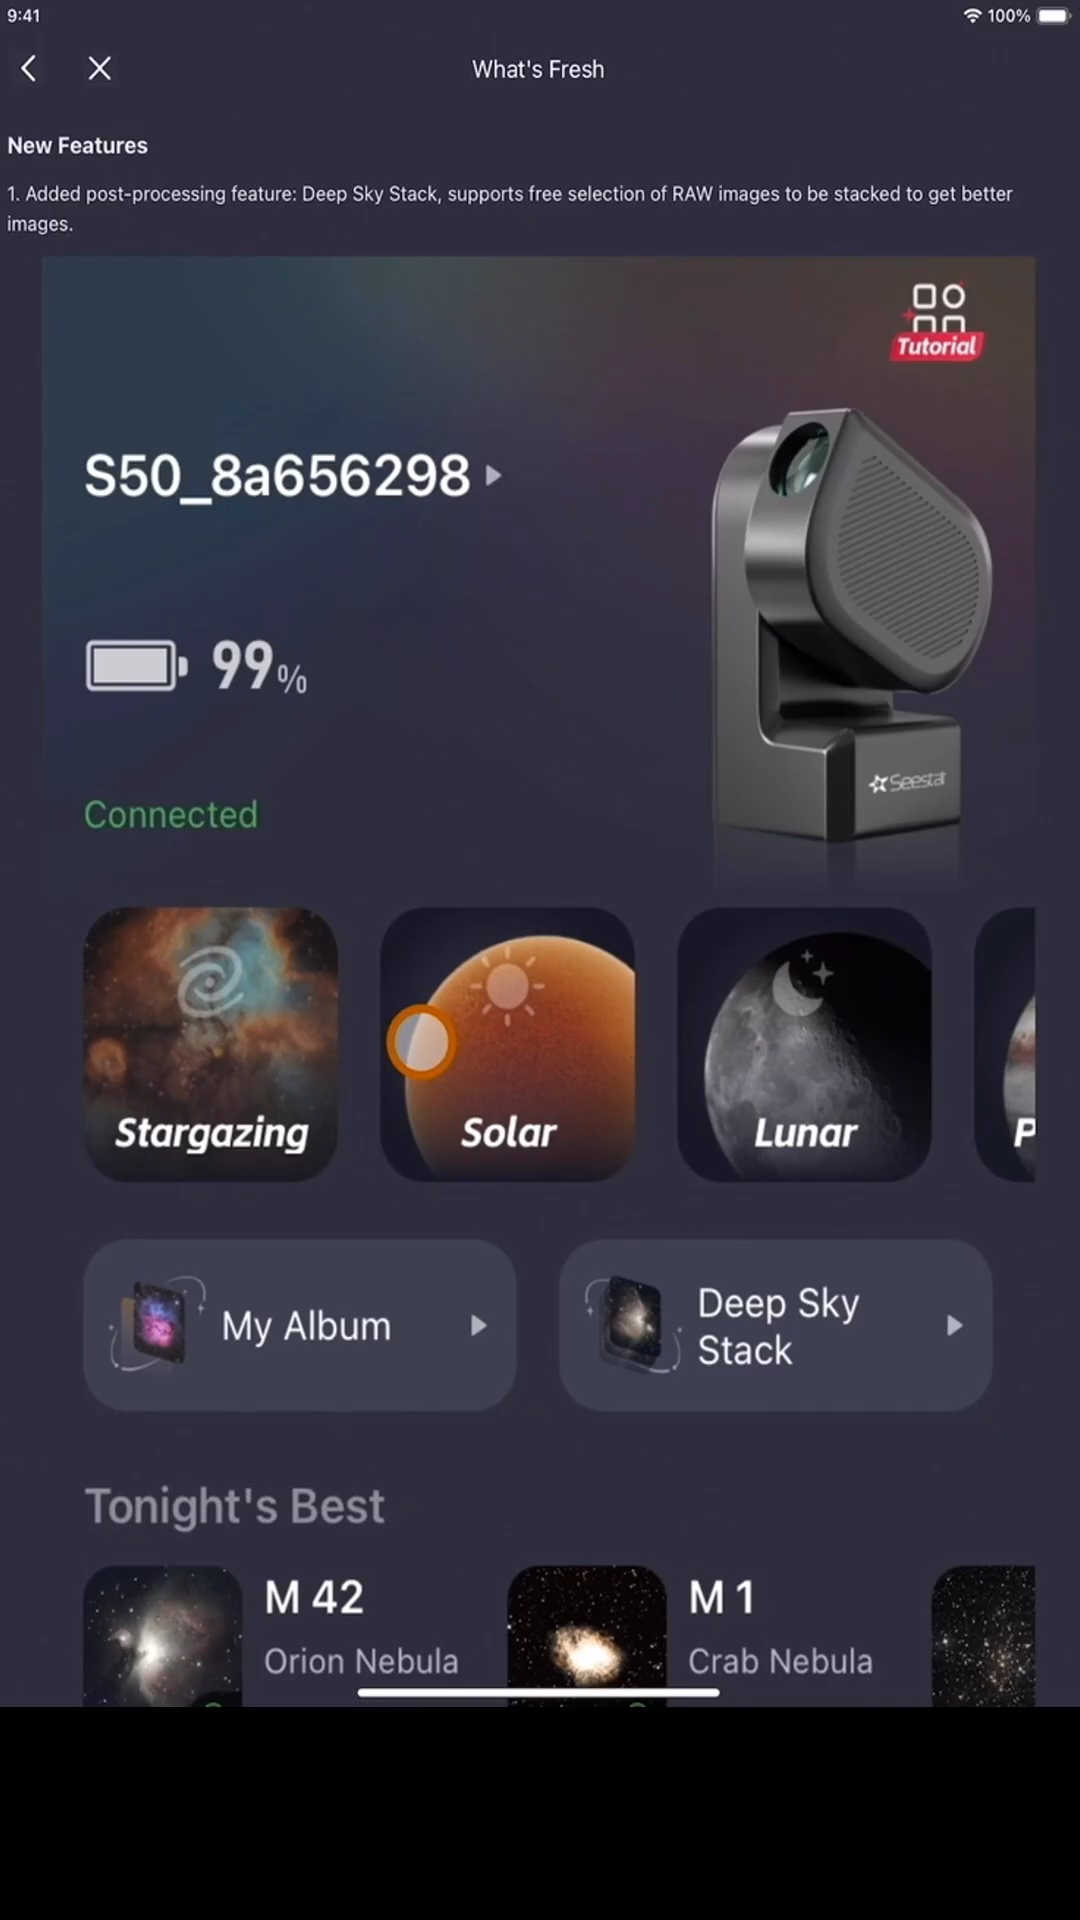 9:41
100%
What's Fresh
New Features
1. Added post-processing feature: Deep Sky Stack, supports free selection of RAW images to be stacked to get better
images.
Tutorial
S50_8a656298
99%
Seestar
Connected
Stargazing
Solar
Lunar
P
My Album
Deep Sky
Stack
Tonight's Best
M 42
Orion Nebula
M 1
Crab Nebula